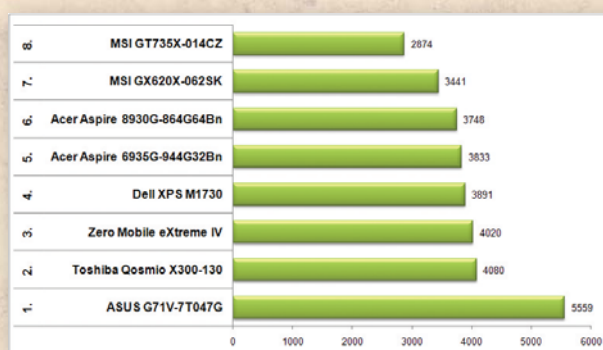 8. MSI GT735X-014CZ 2874
7. MSI GX620X-062SK 3441
6. Acer Aspire 8930G-864G64Bn 3748
5. Acer Aspire 6935G-944G32Bn 3833
4. Dell XPS M1730 3891
3. Zero Mobile eXtreme IV 4020
2. Toshiba Qosmio X300-130 4080
1. ASUS G71V-7T047G 5559
0 1000 2000 3000 4000 5000 6000